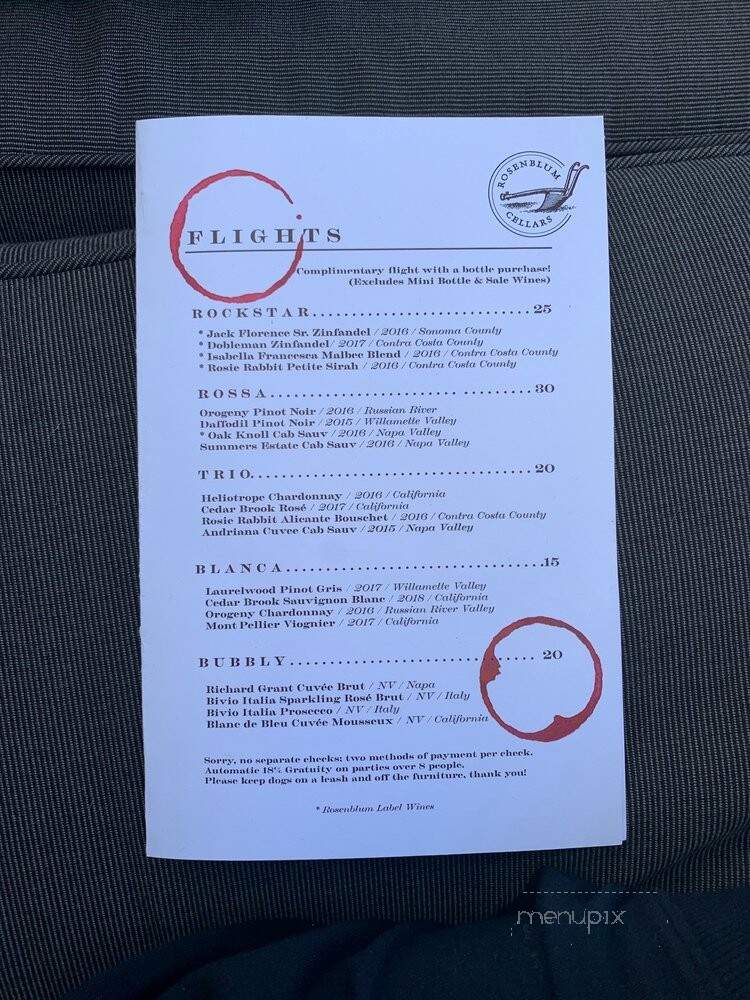 ROSENBLUM
CELLARS
FLIGHTS
Complimentary flight with a bottle purchase!
(Excludes Mini Bottle & Sale Wines)
ROCKSTAR..............................25
* Jack Florence Sr. Zinfandel / 2016 / Sonoma County
* Dobleman Zinfandel/ 2017 / Contra Costa County
* Isabella Francesca Malbec Blend / 2016 / Contra Costa County
* Rosie Rabbit Petite Sirah / 2016 / Contra Costa County
ROSSA........................ .........30
Orogeny Pinot Noir / 2016 / Russian River
Daffodil Pinot Noir / 2015 / Willamette Valley
* Oak Knoll Cab Sauv / 2016 / Napa Valley
Summers Estate Cab Sauv / 2016 / Napa Valley
TRIO...................................20
Heliotrope Chardonnay / 2016 / California
Cedar Brook Rosé / 2017 / California
Rosie Rabbit Alicante Bouschet / 2016 / Contra Costa County
Andriana Cuvee Cab Sauv / 2015 / Napa Valley
BLANCA.................................15
Laurelwood Pinot Gris / 2017 / Willamette Valley
Cedar Brook Sauvignon Blanc / 2018 / California
Orogeny Chardonnay / 2016 / Russian River Valley
Mont Pellier Viognier / 2017 / California
BUBBLY............................... 20
Richard Grant Cuvée Brut / NV / Napa
Bivio Italia Sparkling Rosé Brut / NV / Italy
Bivio Italia Prosecco / NV / Italy
Blanc de Bleu Cuvée Mousseux / NV / California
Sorry, no separate checks: two methods of payment per check.
Automatic 18% Gratuity on parties over 8 people.
Please keep dogs on a leash and off the furniture, thank you!
* Rosenblum Label Wines
menupix